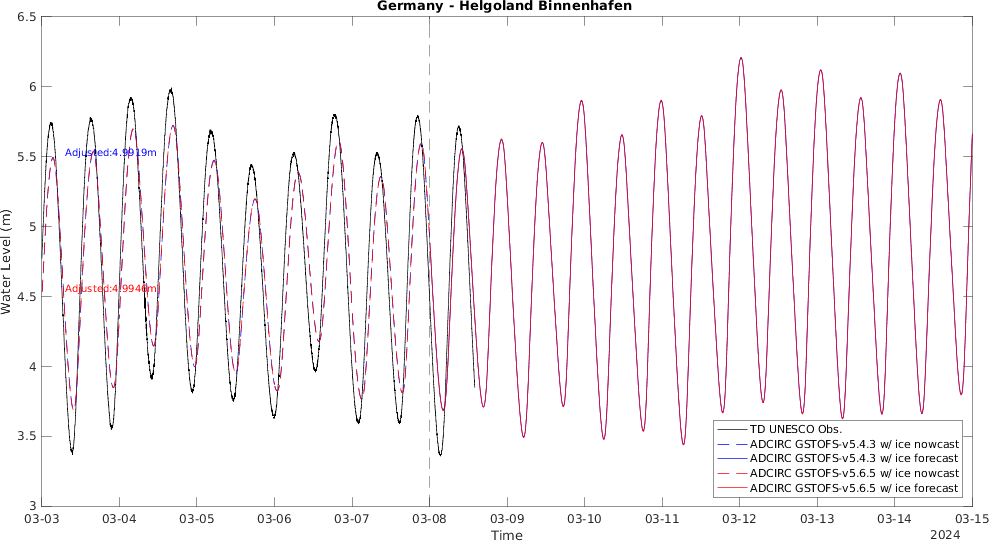 Germany - Helgoland Binnenhafen
6.5
6
5.5
5
4.5
4
3.5
3
Water Level (m)
Adjusted:4.9919m
Adjusted:4.9946m
TD UNESCO Obs.
ADCIRC GSTOFS-v5.4.3 w/ ice nowcast
ADCIRC GSTOFS-v5.4.3 w/ ice forecast
ADCIRC GSTOFS-v5.6.5 w/ ice nowcast
ADCIRC GSTOFS-v5.6.5 w/ ice forecast
03-03 03-04 03-05 03-06 03-07 03-08 03-09 03-10 03-11 03-12 03-13 03-14 03-15
Time
2024